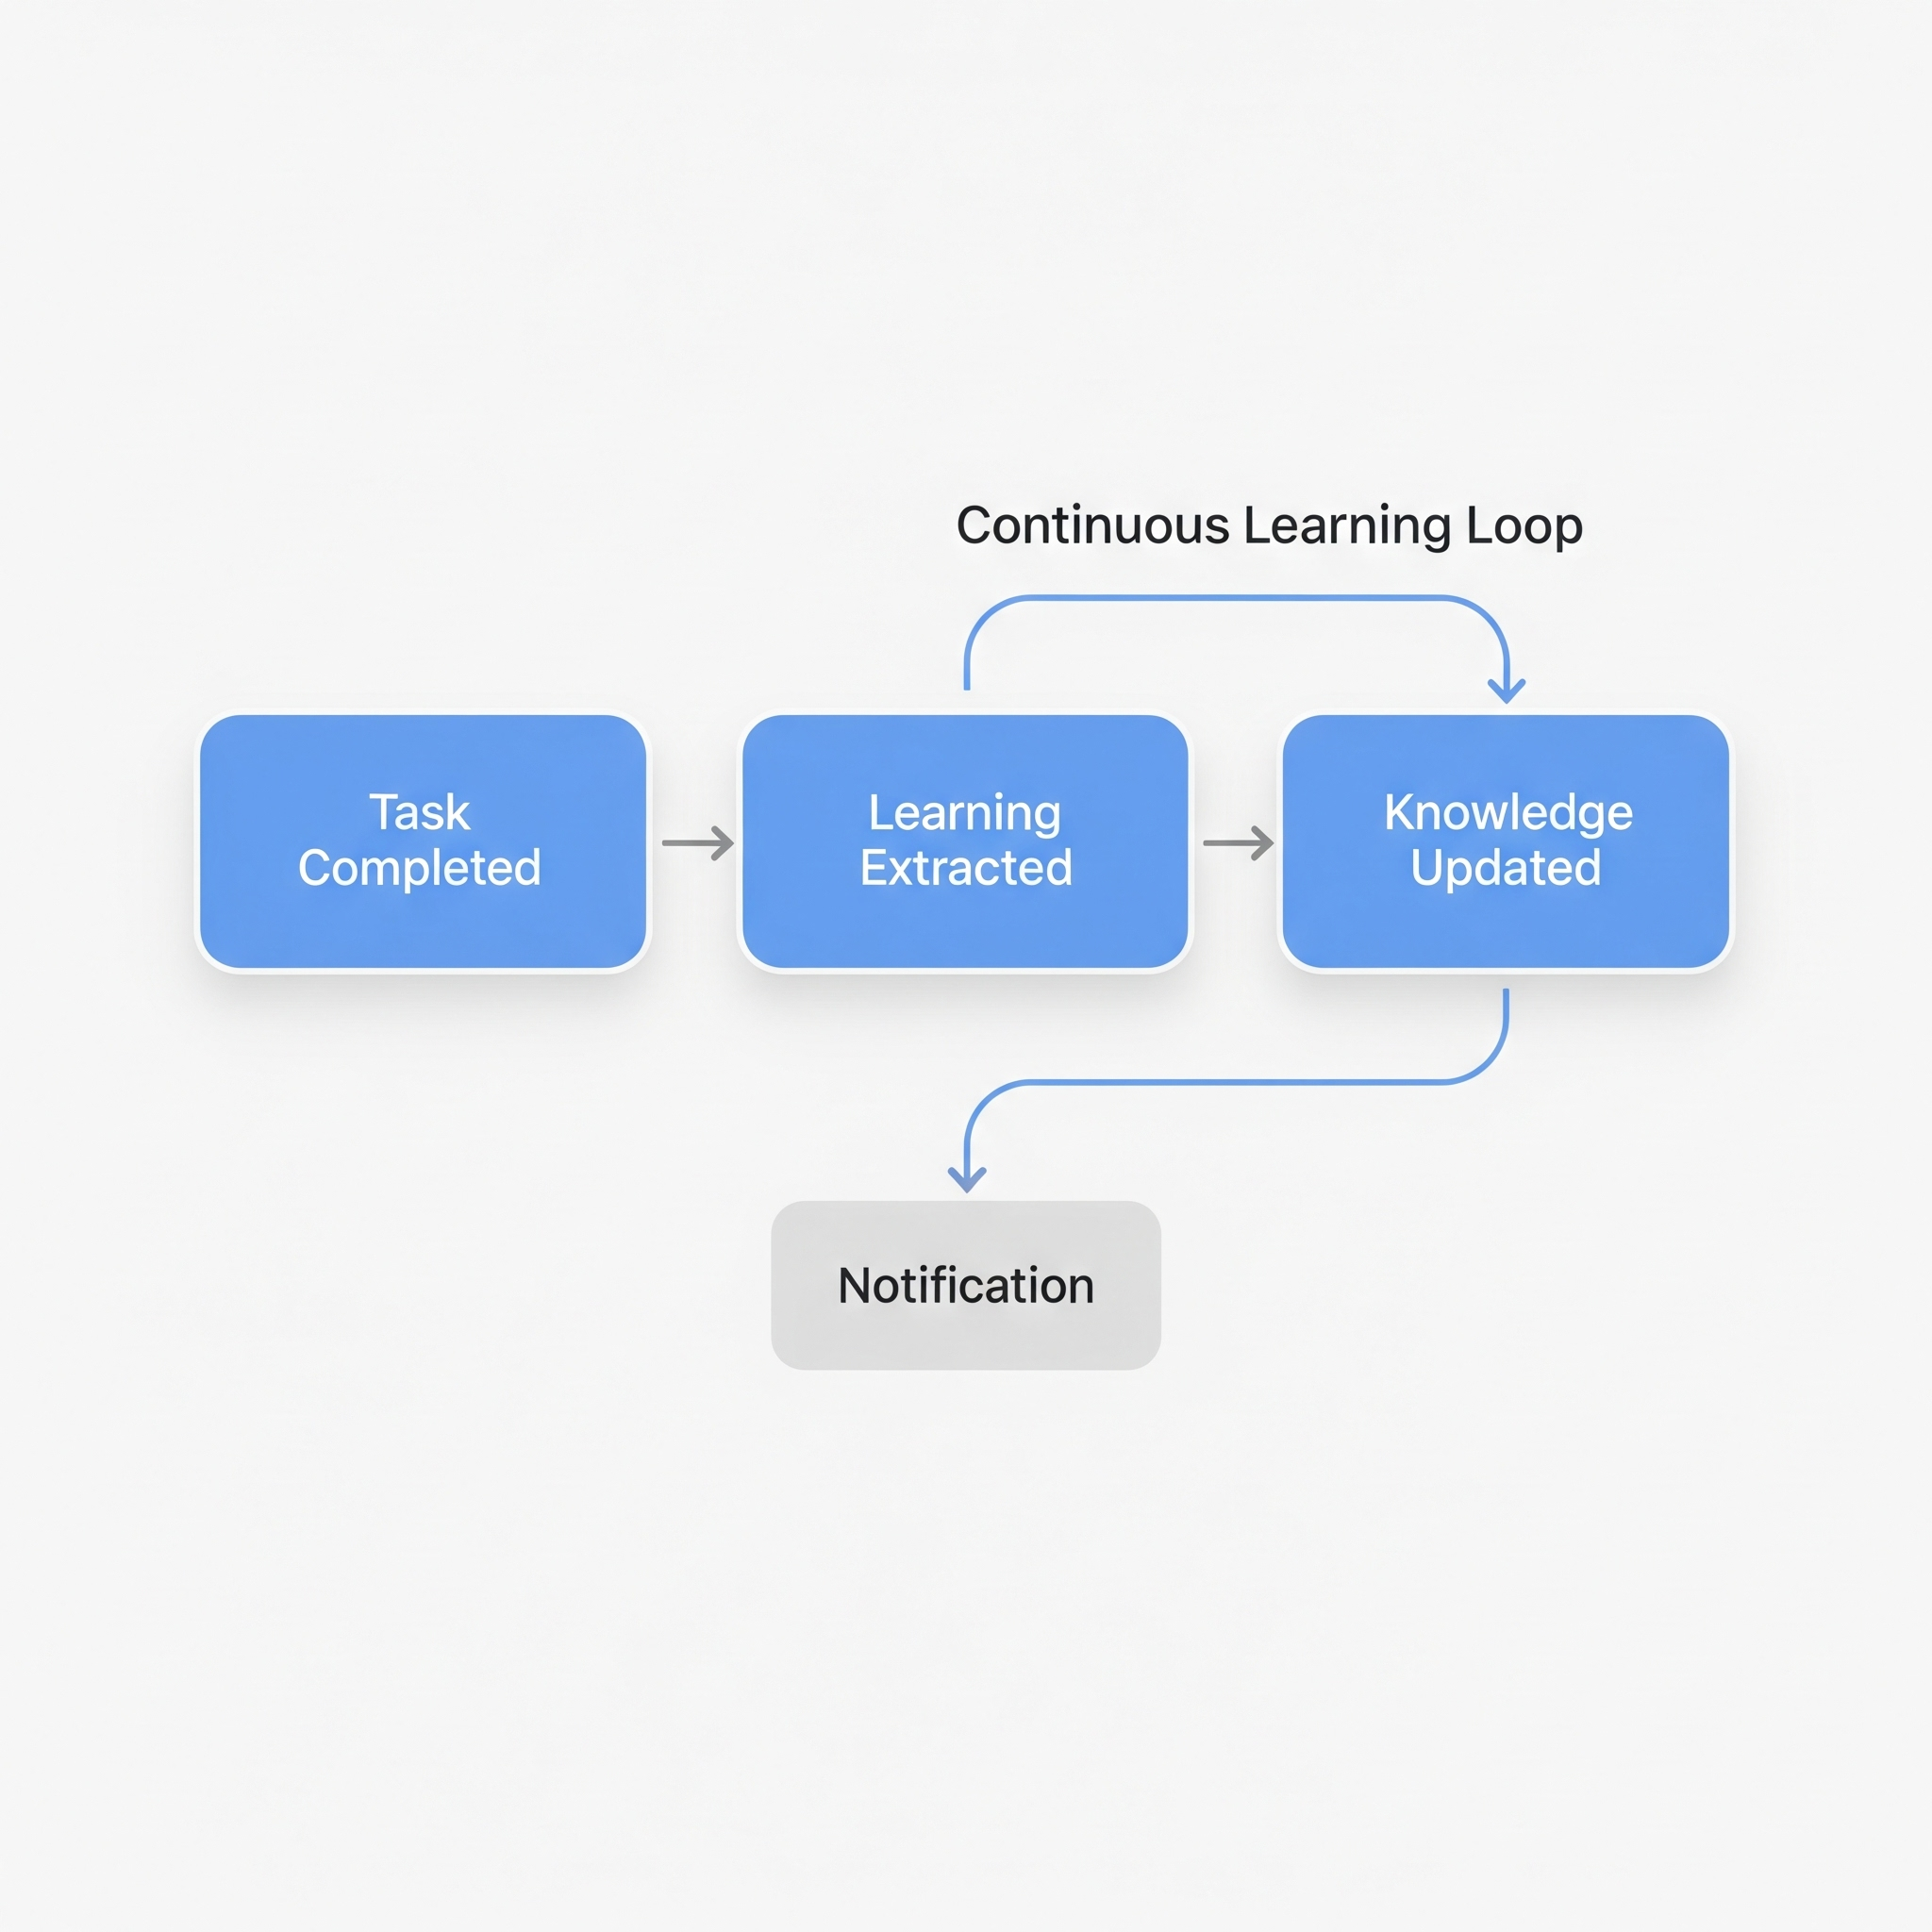 Continuous Learning Loop
Task
Completed
Learning
Extracted
Knowledge
Updated
Notification